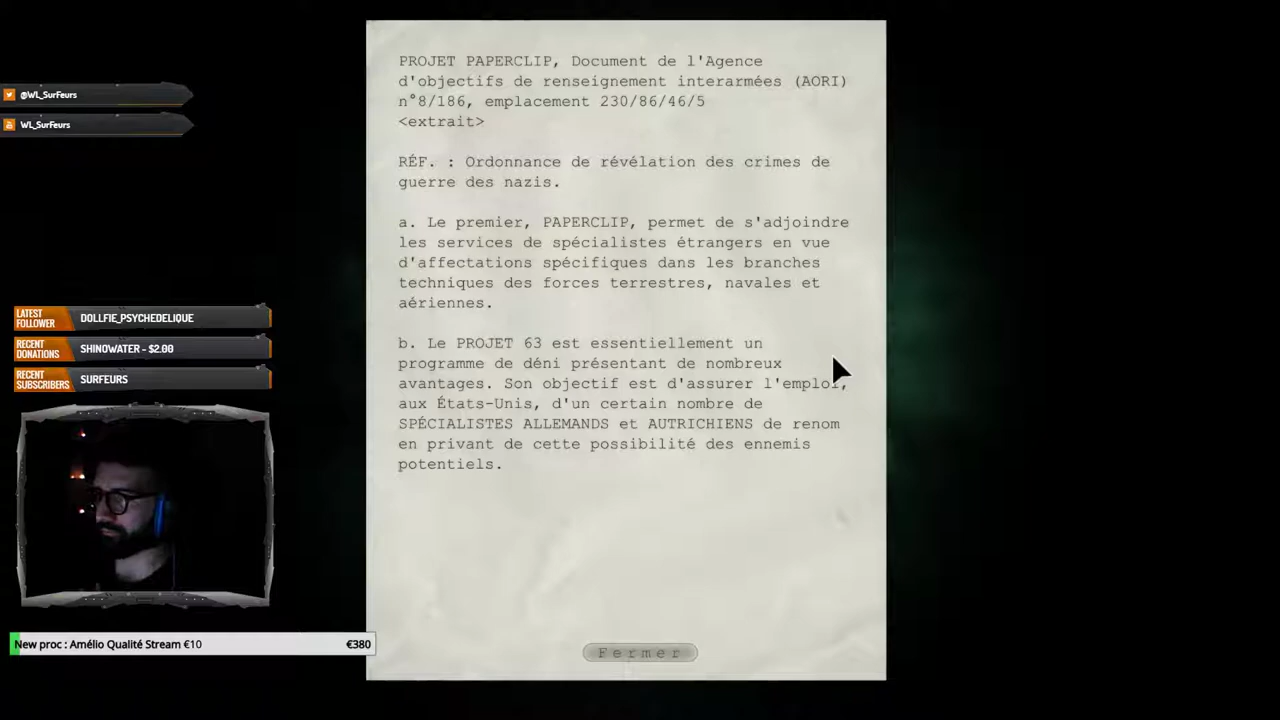 @WL_SurFeurs
WL_SurFeurs
PROJET PAPERCLIP, Document de l'Agence
d'objectifs de renseignement interarmées (AORI)
n°8/186, emplacement 230/86/46/5
<extrait>
RÉF. : Ordonnance de révélation des crimes de
guerre des nazis.
a. Le premier, PAPERCLIP, permet de s'adjoindre
les services de spécialistes étrangers en vue
d'affectations spécifiques dans les branches
techniques des forces terrestres, navales et
aériennes.
b. Le PROJET 63 est essentiellement un
programme de déni présentant de nombreux
avantages. Son objectif est d'assurer l'emploi,
aux États-Unis, d'un certain nombre de
SPÉCIALISTES ALLEMANDS et AUTRICHIENS de renom
en privant de cette possibilité des ennemis
potentiels.
LATEST
FOLLOWER
DOLLFIE_PSYCHEDELIQUE
RECENT
DONATIONS
SHINOWATER - $2.00
RECENT
SUBSCRIBERS
SURFEURS
New proc : Amélio Qualité Stream €10
€380
Fermer